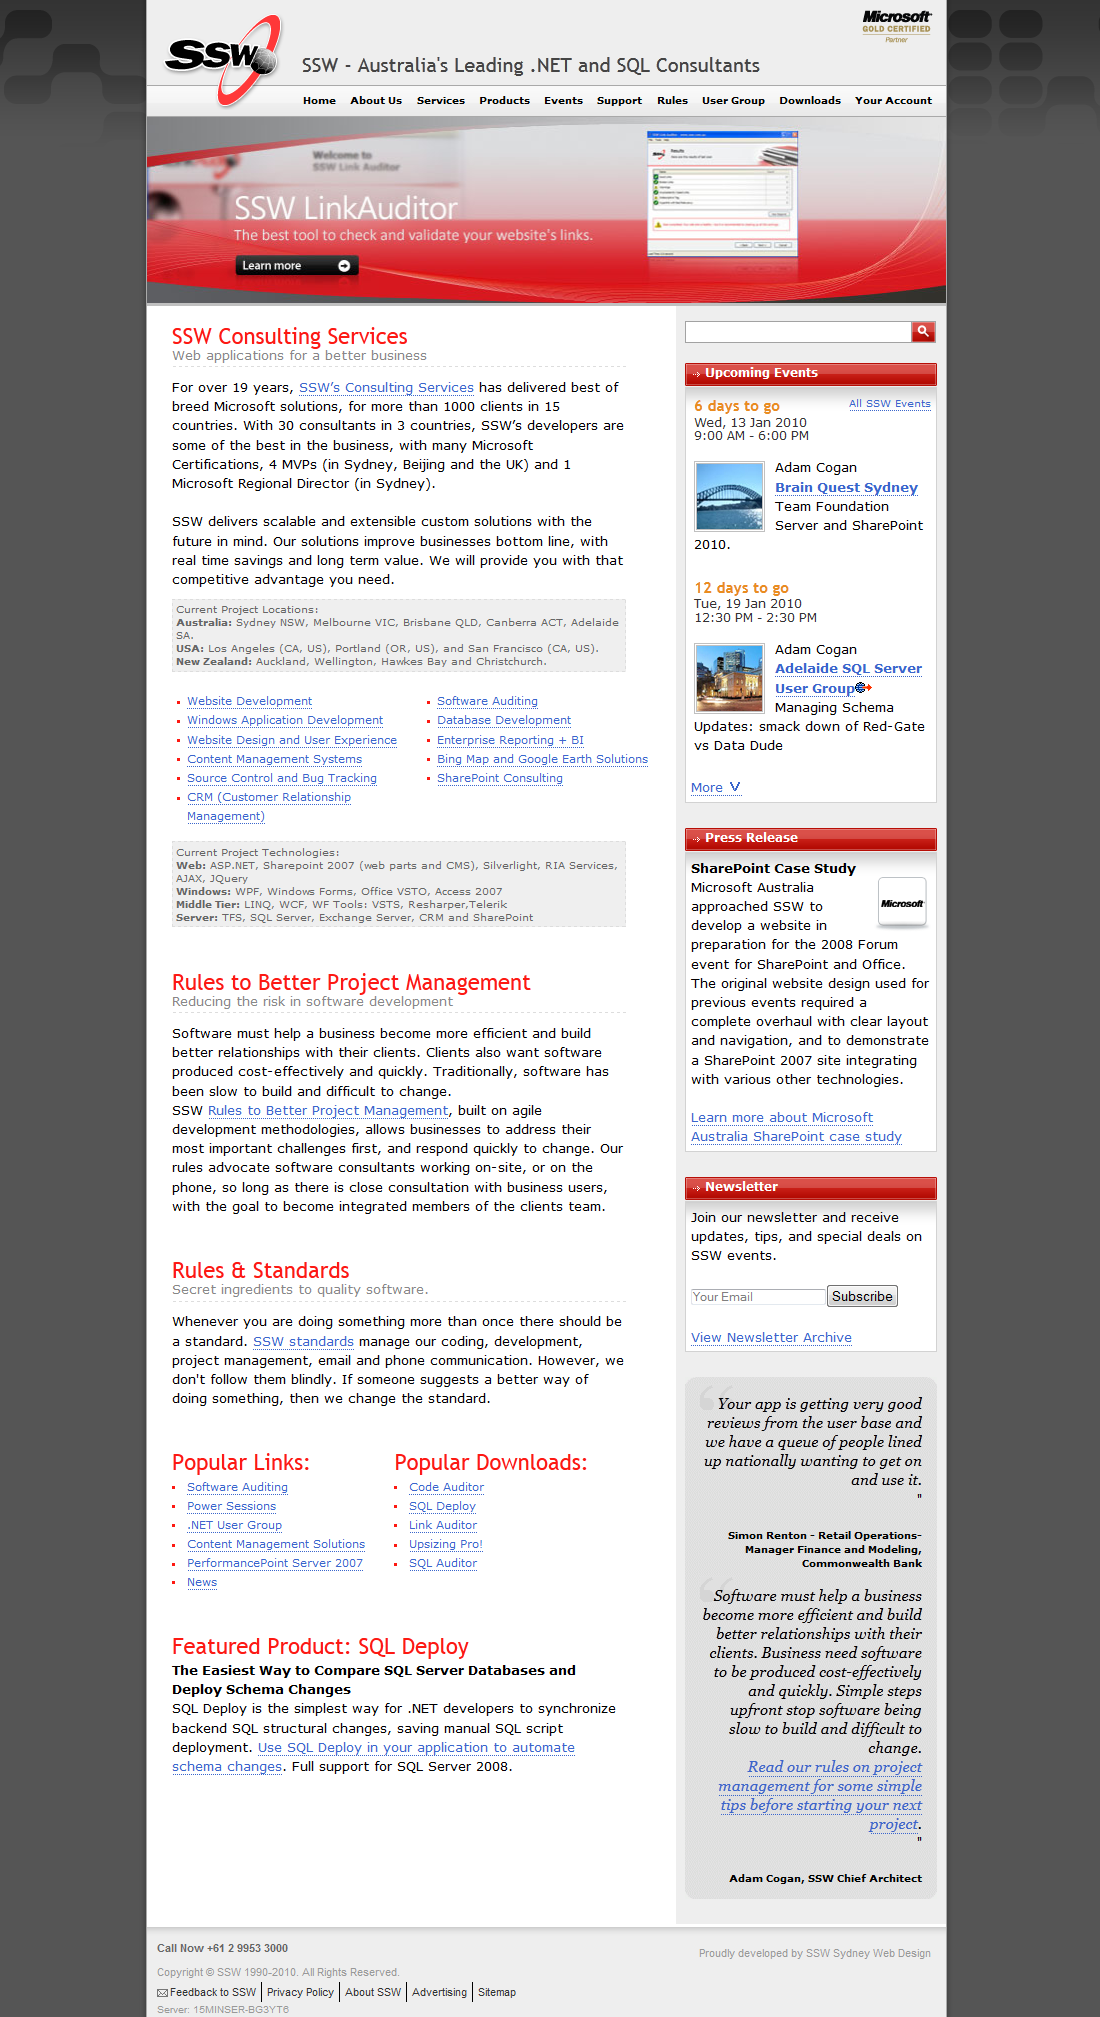 SSW
Microsoft
GOLD CERTIFIED
Partner
SSW - Australia's Leading .NET and SQL Consultants
Home About Us Services Products Events Support Rules User Group Downloads Your Account
Welcome to
SSW Link Auditor
SSW LinkAuditor
The best tool to check and validate your website's links.
Learn more
SSW Consulting Services
Web applications for a better business
For over 19 years, SSW's Consulting Services has delivered best of
breed Microsoft solutions, for more than 1000 clients in 15
countries. With 30 consultants in 3 countries, SSW's developers are
some of the best in the business, with many Microsoft
Certifications, 4 MVPs (in Sydney, Beijing and the UK) and 1
Microsoft Regional Director (in Sydney).
SSW delivers scalable and extensible custom solutions with the
future in mind. Our solutions improve businesses bottom line, with
real time savings and long term value. We will provide you with that
competitive advantage you need.
Current Project Locations:
Australia: Sydney NSW, Melbourne VIC, Brisbane QLD, Canberra ACT, Adelaide
SA.
USA: Los Angeles (CA, US), Portland (OR, US), and San Francisco (CA, US).
New Zealand: Auckland, Wellington, Hawkes Bay and Christchurch.
Website Development
Windows Application Development
Website Design and User Experience
Content Management Systems
Source Control and Bug Tracking
CRM (Customer Relationship
Management)
Software Auditing
Database Development
Enterprise Reporting + BI
Bing Map and Google Earth Solutions
SharePoint Consulting
Current Project Technologies:
Web: ASP.NET, Sharepoint 2007 (web parts and CMS), Silverlight, RIA Services,
AJAX, JQuery
Windows: WPF, Windows Forms, Office VSTO, Access 2007
Middle Tier: LINQ, WCF, WF Tools: VSTS, Resharper,Telerik
Server: TFS, SQL Server, Exchange Server, CRM and SharePoint
Rules to Better Project Management
Reducing the risk in software development
Software must help a business become more efficient and build
better relationships with their clients. Clients also want software
produced cost-effectively and quickly. Traditionally, software has
been slow to build and difficult to change.
SSW Rules to Better Project Management, built on agile
development methodologies, allows businesses to address their
most important challenges first, and respond quickly to change. Our
rules advocate software consultants working on-site, or on the
phone, so long as there is close consultation with business users,
with the goal to become integrated members of the clients team.
Rules & Standards
Secret ingredients to quality software.
Whenever you are doing something more than once there should be
a standard. SSW standards manage our coding, development,
project management, email and phone communication. However, we
don't follow them blindly. If someone suggests a better way of
doing something, then we change the standard.
Popular Links:
Software Auditing
Power Sessions
.NET User Group
Content Management Solutions
PerformancePoint Server 2007
News
Popular Downloads:
Code Auditor
SQL Deploy
Link Auditor
Upsizing Pro!
SQL Auditor
Featured Product: SQL Deploy
The Easiest Way to Compare SQL Server Databases and
Deploy Schema Changes
SQL Deploy is the simplest way for .NET developers to synchronize
backend SQL structural changes, saving manual SQL script
deployment. Use SQL Deploy in your application to automate
schema changes. Full support for SQL Server 2008.
Upcoming Events
6 days to go All SSW Events
Wed, 13 Jan 2010
9:00 AM - 6:00 PM
Adam Cogan
Brain Quest Sydney
Team Foundation
Server and SharePoint
2010.
12 days to go
Tue, 19 Jan 2010
12:30 PM - 2:30 PM
Adam Cogan
Adelaide SQL Server
User Group
Managing Schema
Updates: smack down of Red-Gate
vs Data Dude
More
Press Release
SharePoint Case Study
Microsoft
Microsoft Australia
approached SSW to
develop a website in
preparation for the 2008 Forum
event for SharePoint and Office.
The original website design used for
previous events required a
complete overhaul with clear layout
and navigation, and to demonstrate
a SharePoint 2007 site integrating
with various other technologies.
Learn more about Microsoft
Australia SharePoint case study
Newsletter
Join our newsletter and receive
updates, tips, and special deals on
SSW events.
Your Email Subscribe
View Newsletter Archive
“Your app is getting very good
reviews from the user base and
we have a queue of people lined
up nationally wanting to get on
and use it.
"
Simon Renton - Retail Operations-
Manager Finance and Modeling,
Commonwealth Bank
“Software must help a business
become more efficient and build
better relationships with their
clients. Business need software
to be produced cost-effectively
and quickly. Simple steps
upfront stop software being
slow to build and difficult to
change.
Read our rules on project
management for some simple
tips before starting your next
project.
"
Adam Cogan, SSW Chief Architect
Call Now +61 2 9953 3000
Proudly developed by SSW Sydney Web Design
Copyright © SSW 1990-2010. All Rights Reserved.
Feedback to SSW | Privacy Policy | About SSW | Advertising | Sitemap
Server: 15MINSER-BG3YT6